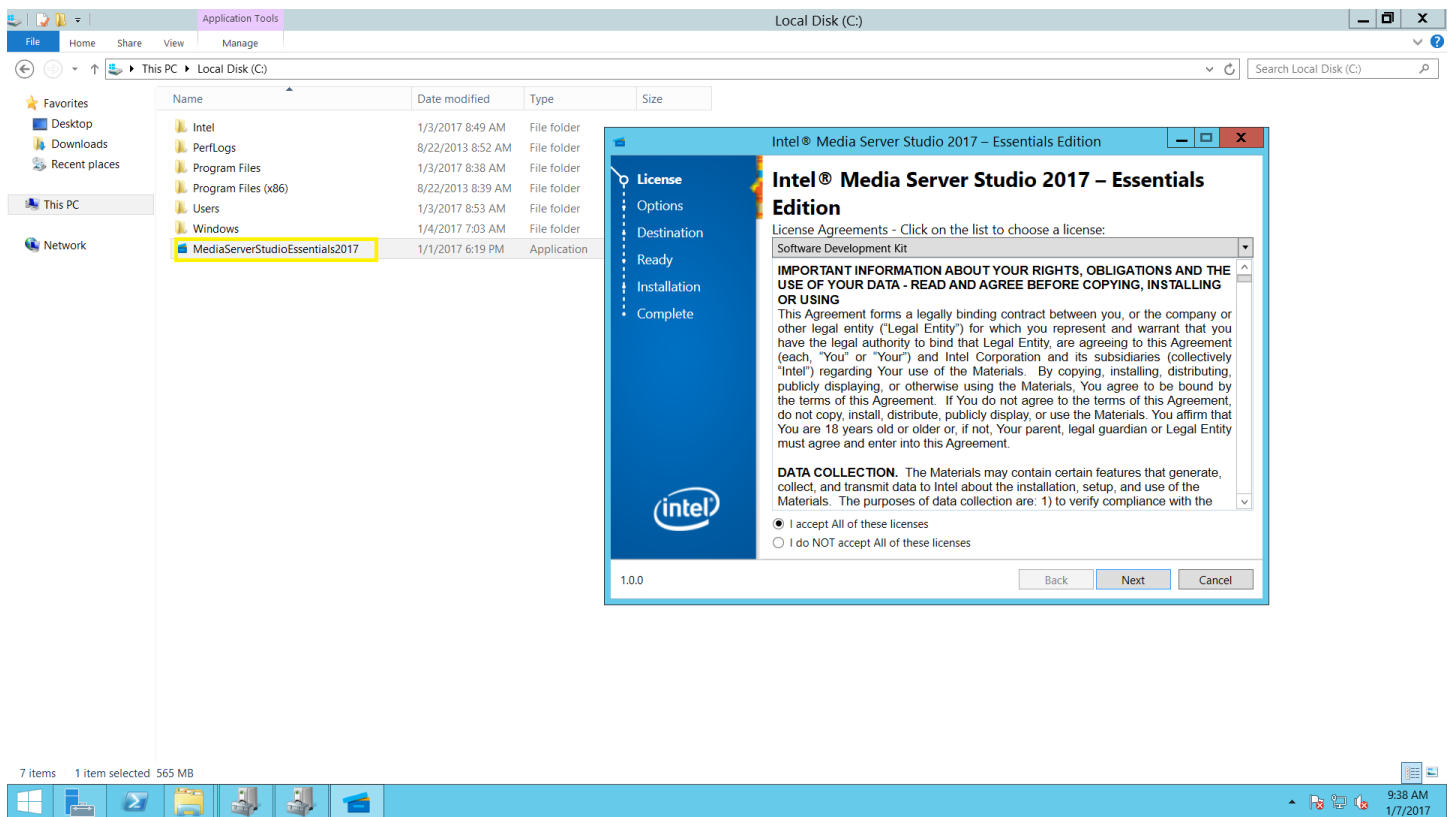 Application Tools
Local Disk (C:)
File Home Share View Manage
This PC Local Disk (C:)
Search Local Disk (C:)
Favorites
Desktop
Downloads
Recent places
This PC
Network
Name Date modified Type Size
Intel 1/3/2017 8:49 AM File folder
PerfLogs 8/22/2013 8:52 AM File folder
Program Files 1/3/2017 8:38 AM File folder
Program Files (x86) 8/22/2013 8:39 AM File folder
Users 1/3/2017 8:53 AM File folder
Windows 1/4/2017 7:03 AM File folder
MediaServerStudioEssentials2017 1/1/2017 6:19 PM Application
Intel® Media Server Studio 2017 – Essentials Edition
License
Options
Destination
Ready
Installation
Complete
intel
Intel® Media Server Studio 2017 – Essentials
Edition
License Agreements - Click on the list to choose a license:
Software Development Kit
IMPORTANT INFORMATION ABOUT YOUR RIGHTS, OBLIGATIONS AND THE
USE OF YOUR DATA - READ AND AGREE BEFORE COPYING, INSTALLING
OR USING
This Agreement forms a legally binding contract between you, or the company or
other legal entity (“Legal Entity”) for which you represent and warrant that you
have the legal authority to bind that Legal Entity, are agreeing to this Agreement
(each, “You” or “Your”) and Intel Corporation and its subsidiaries (collectively
“Intel”) regarding Your use of the Materials. By copying, installing, distributing,
publicly displaying, or otherwise using the Materials, You agree to be bound by
the terms of this Agreement. If You do not agree to the terms of this Agreement,
do not copy, install, distribute, publicly display, or use the Materials. You affirm that
You are 18 years old or older or, if not, Your parent, legal guardian or Legal Entity
must agree and enter into this Agreement.
DATA COLLECTION. The Materials may contain certain features that generate,
collect, and transmit data to Intel about the installation, setup, and use of the
Materials. The purposes of data collection are: 1) to verify compliance with the
I accept All of these licenses
I do NOT accept All of these licenses
1.0.0
Back Next Cancel
7 items 1 item selected 565 MB
9:38 AM
1/7/2017